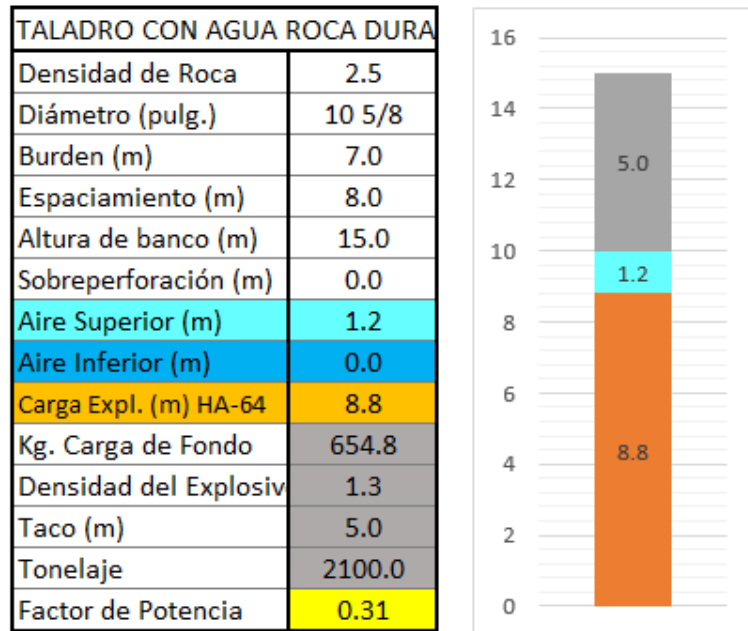 TALADRO CON AGUA ROCA DURA
Densidad de Roca 2.5
Diámetro (pulg.) 10 5/8
Burden (m) 7.0
Espaciamiento (m) 8.0
Altura de banco (m) 15.0
Sobreperforación (m) 0.0
Aire Superior (m) 1.2
Aire Inferior (m) 0.0
Carga Expl. (m) HA-64 8.8
Kg. Carga de Fondo 654.8
Densidad del Explosiv 1.3
Taco (m) 5.0
Tonelaje 2100.0
Factor de Potencia 0.31
16
14
5.0
12
10
1.2
8
6
8.8
4
2
0